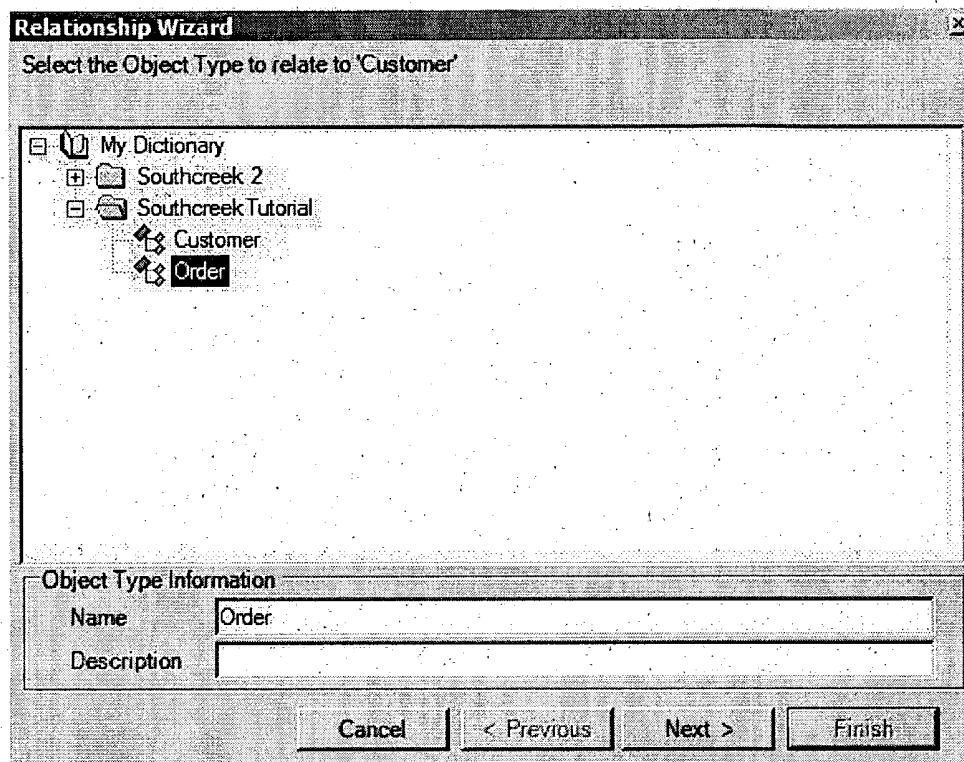 Relationship Wizard
Select the Object Type to relate to 'Customer'
My Dictionary
Southcreek 2
Southcreek Tutorial
Customer
Order
Object Type Information
Name Order
Description
Cancel < Previous Next > Finish